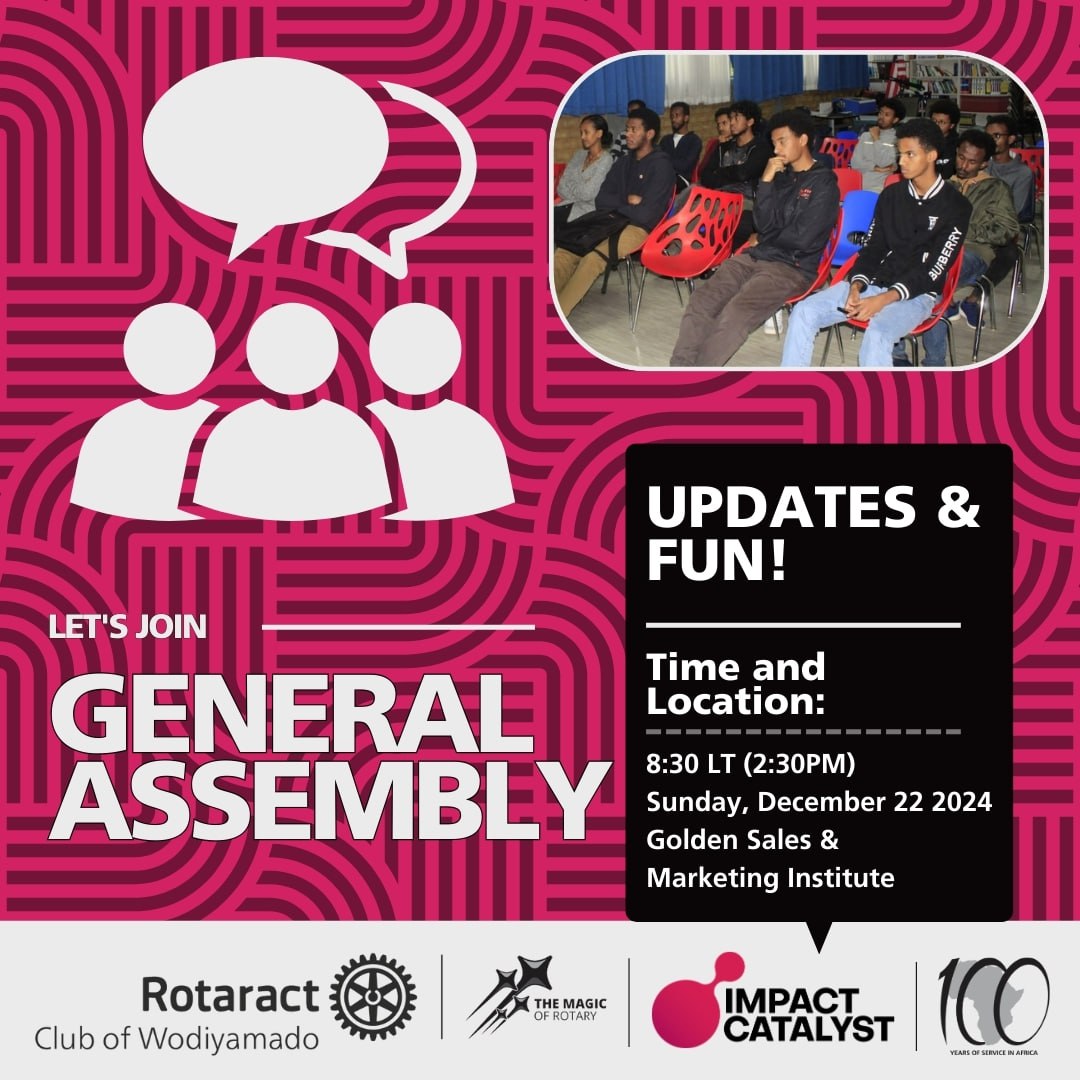 BURBERRY
UPDATES &
FUN!
LET'S JOIN
GENERAL
ASSEMBLY
Time and
Location:
8:30 LT (2:30PM)
Sunday, December 22 2024
Golden Sales &
Marketing Institute
Rotaract
Club of Wodiyamado
THE MAGIC
OF ROTARY
IMPACT
CATALYST
100
YEARS OF SERVICE IN AFRICA